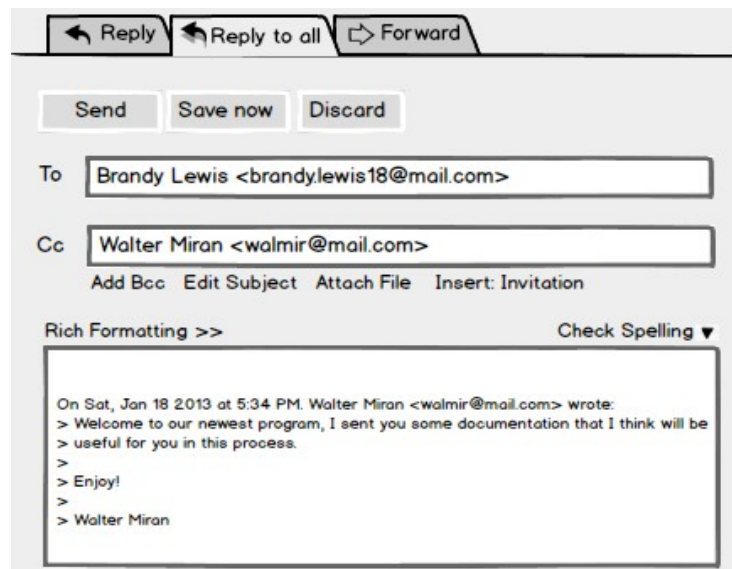 Reply Reply to all Forward
Send Save now Discard
To Brandy Lewis <brandy.lewis18@mail.com>
Cc Walter Miran <walmir@mail.com>
Add Bcc Edit Subject Attach File Insert: Invitation
Rich Formatting >> Check Spelling ▼
On Sat, Jan 18 2013 at 5:34 PM. Walter Miran <walmir@mail.com> wrote:
> Welcome to our newest program, I sent you some documentation that I think will be
> useful for you in this process.
>
> Enjoy!
>
> Walter Miran